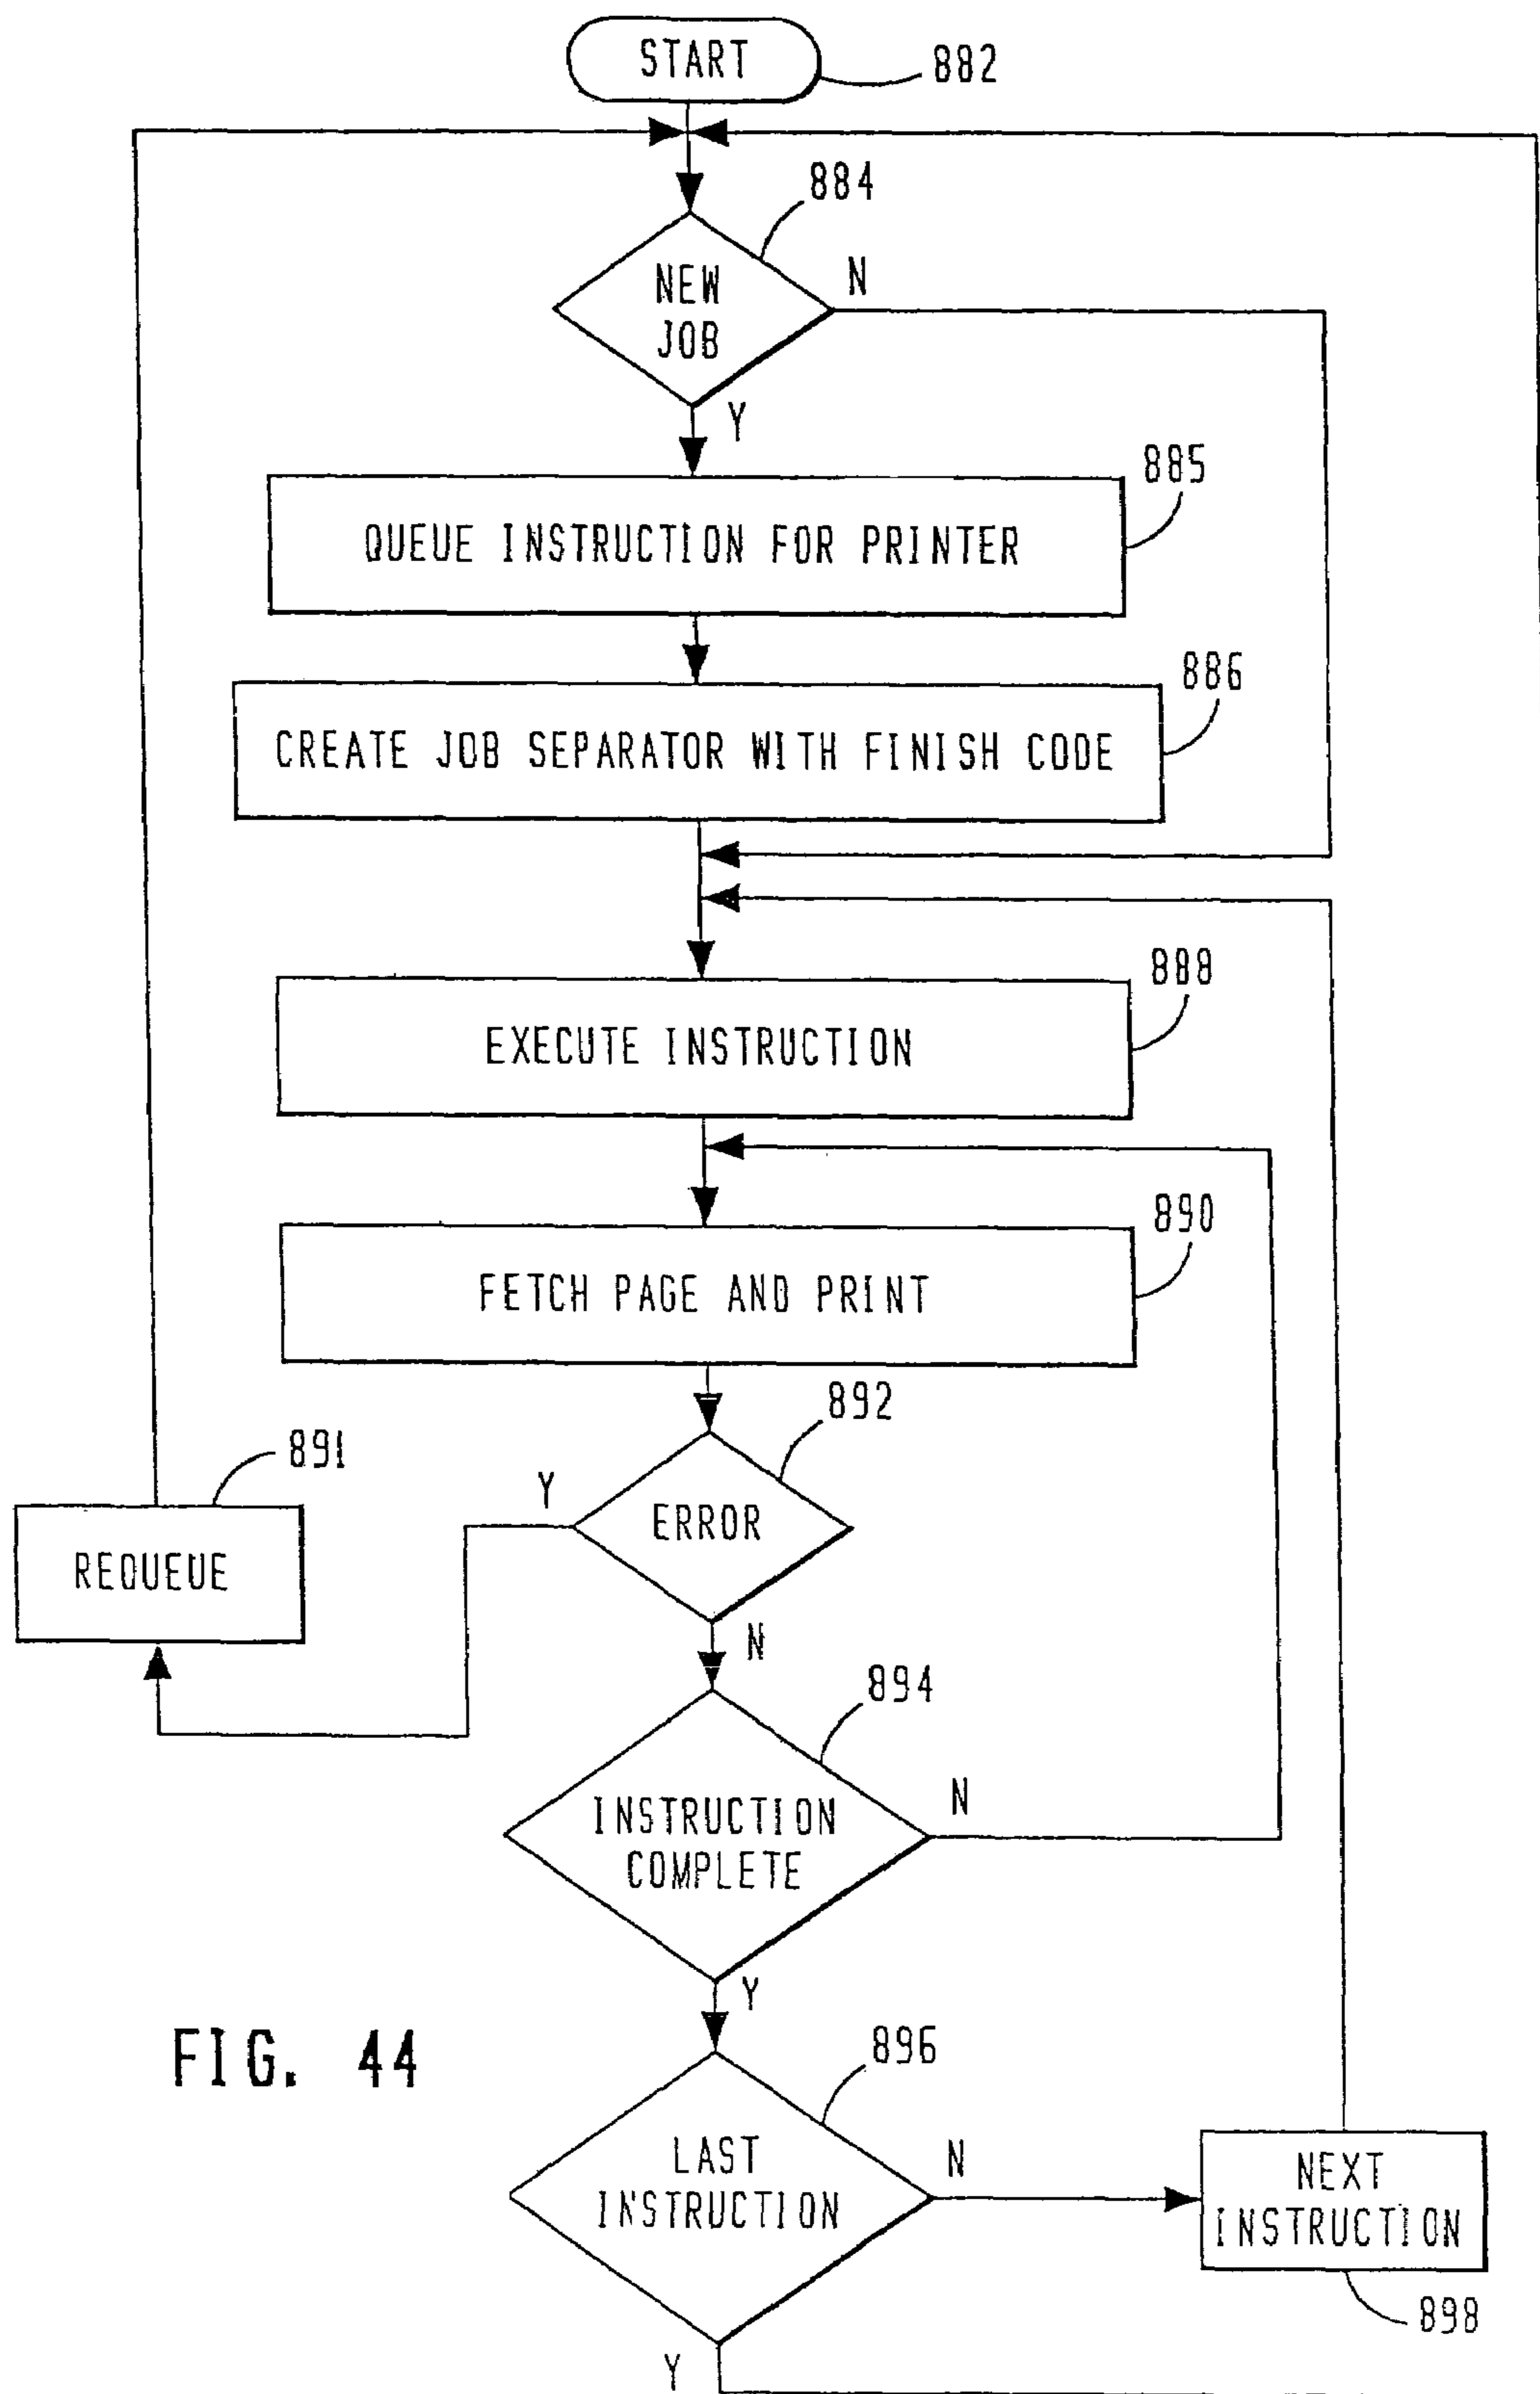 START
882
884
NEW
JOB
N
Y
885
QUEUE INSTRUCTION FOR PRINTER
886
CREATE JOB SEPARATOR WITH FINISH CODE
888
EXECUTE INSTRUCTION
890
FETCH PAGE AND PRINT
892
891
Y
ERROR
REQUEUE
N
894
N
INSTRUCTION
COMPLETE
Y
FIG. 44
896
LAST
INSTRUCTION
N
NEXT
INSTRUCTION
898
Y